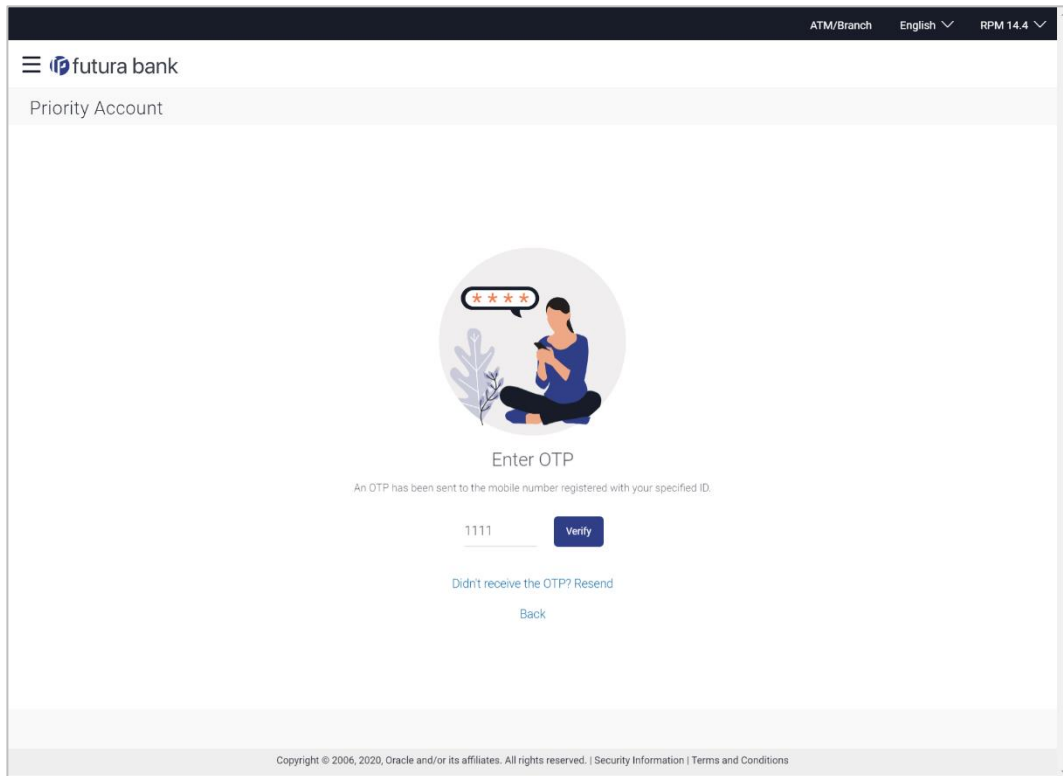 ATM/Branch English RPM 14.4
futura bank
Priority Account
****
Enter OTP
An OTP has been sent to the mobile number registered with your specified ID.
1111 Verify
Didn't receive the OTP? Resend
Back
Copyright © 2006, 2020, Oracle and/or its affiliates. All rights reserved. | Security Information | Terms and Conditions